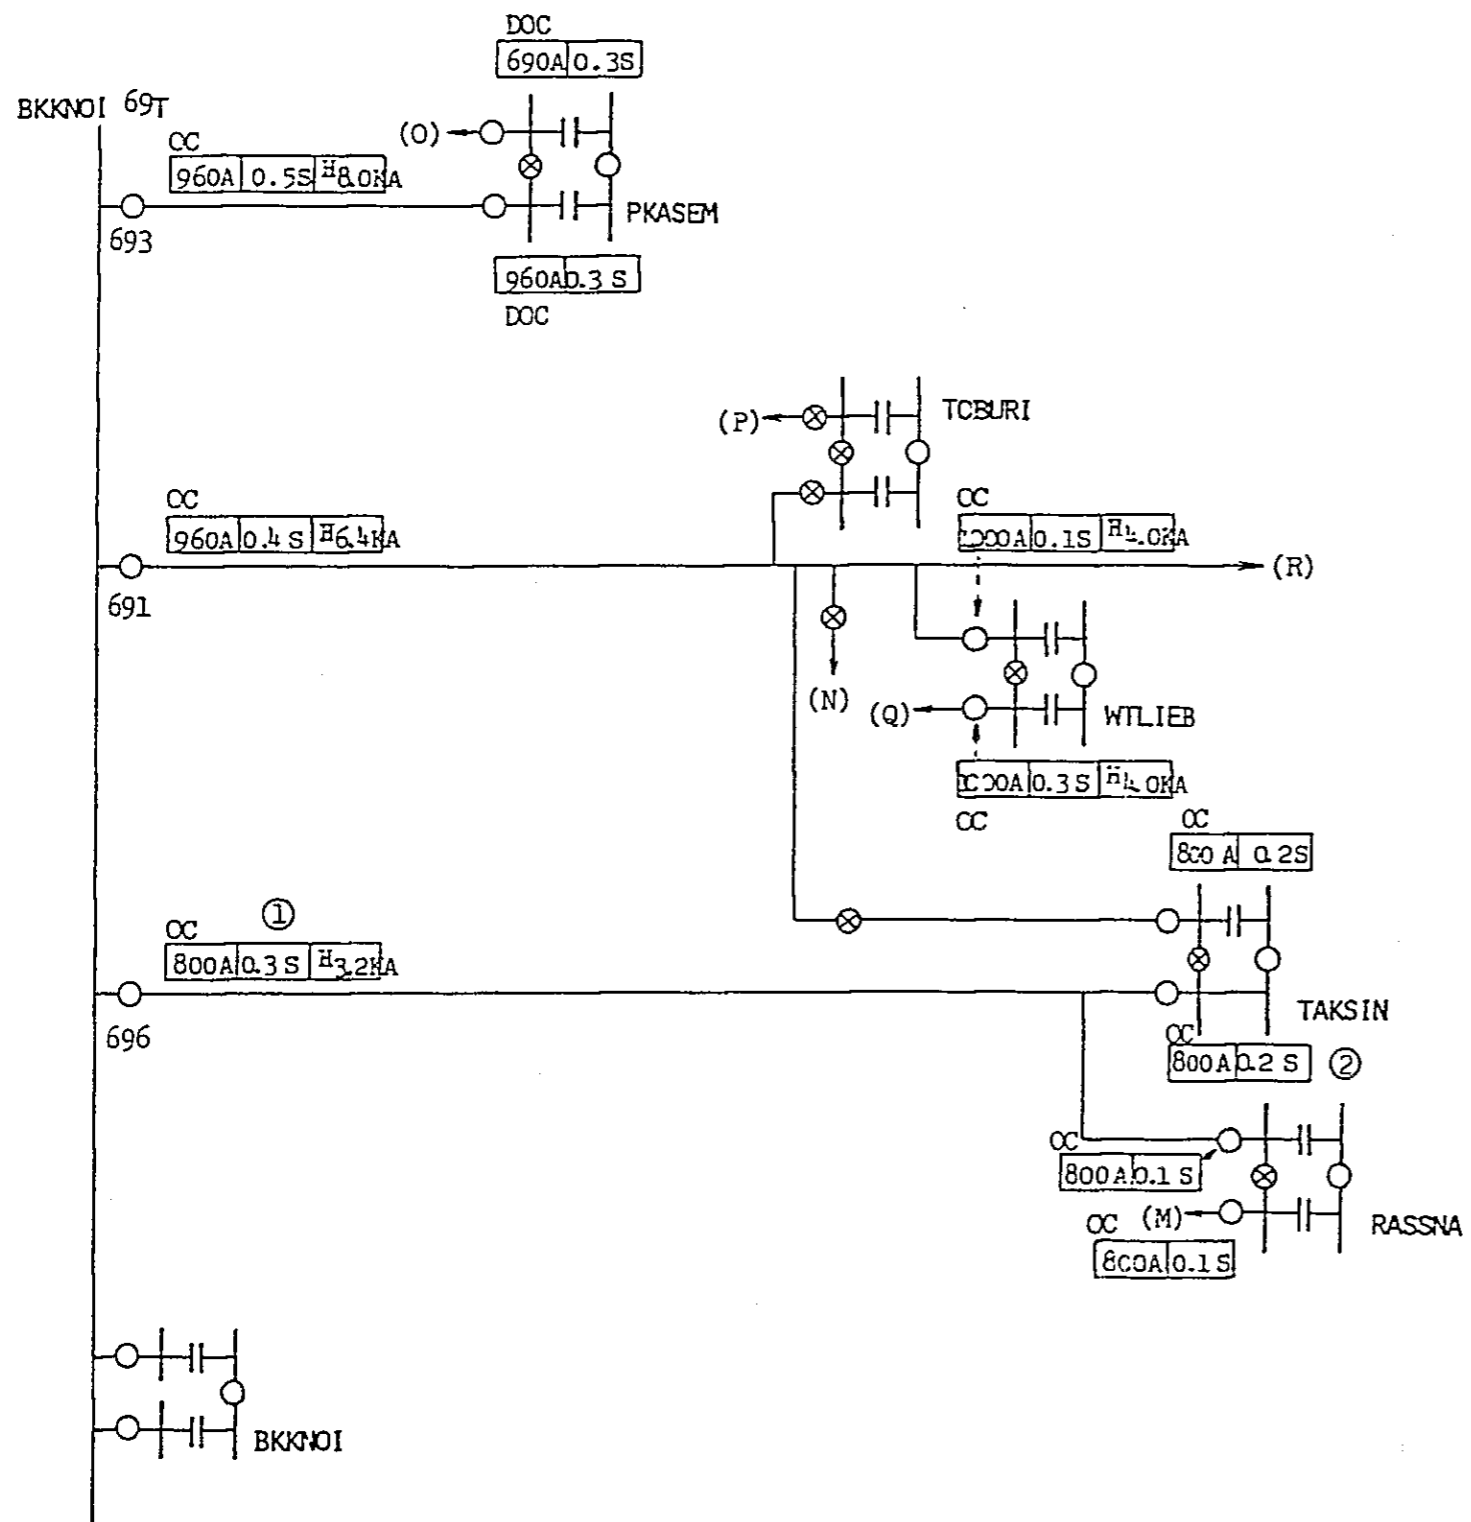 DOC
690A 0.3S
BKKNOI 69T
(O)
OC
960A 0.5S H8.0KA
693
PKASEM
960A 0.3 S
DOC
TCBURI
(P)
OC
960A 0.4 S H6.4KA
OC
0.1S
691
(R)
(N)
(Q)
WTLIEB
0.3 S
OC
OC
800 A 0.2S
①
OC
800A 0.3 S H3.2KA
696
TAKSIN
OC
800A 0.2 S ②
OC
800A 0.1 S
OC (M)
RASSNA
800A 0.1 S
BKKNOI